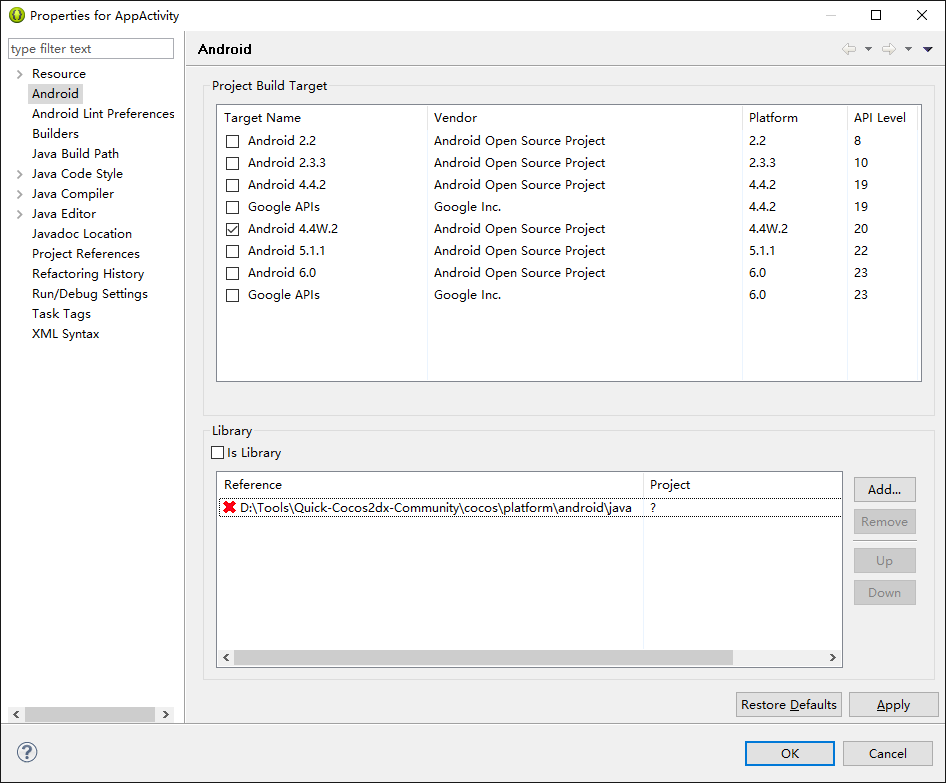 Properties for AppActivity
type filter text
Resource
Android
Android Lint Preferences
Builders
Java Build Path
Java Code Style
Java Compiler
Java Editor
Javadoc Location
Project References
Refactoring History
Run/Debug Settings
Task Tags
XML Syntax
Android
Project Build Target
Target Name Vendor Platform API Level
Android 2.2 Android Open Source Project 2.2 8
Android 2.3.3 Android Open Source Project 2.3.3 10
Android 4.4.2 Android Open Source Project 4.4.2 19
Google APIs Google Inc. 4.4.2 19
Android 4.4W.2 Android Open Source Project 4.4W.2 20
Android 5.1.1 Android Open Source Project 5.1.1 22
Android 6.0 Android Open Source Project 6.0 23
Google APIs Google Inc. 6.0 23
Library
Is Library
Reference Project
D:\Tools\Quick-Cocos2dx-Community\cocos\platform\android\java ?
Add...
Remove
Up
Down
Restore Defaults Apply
? OK Cancel